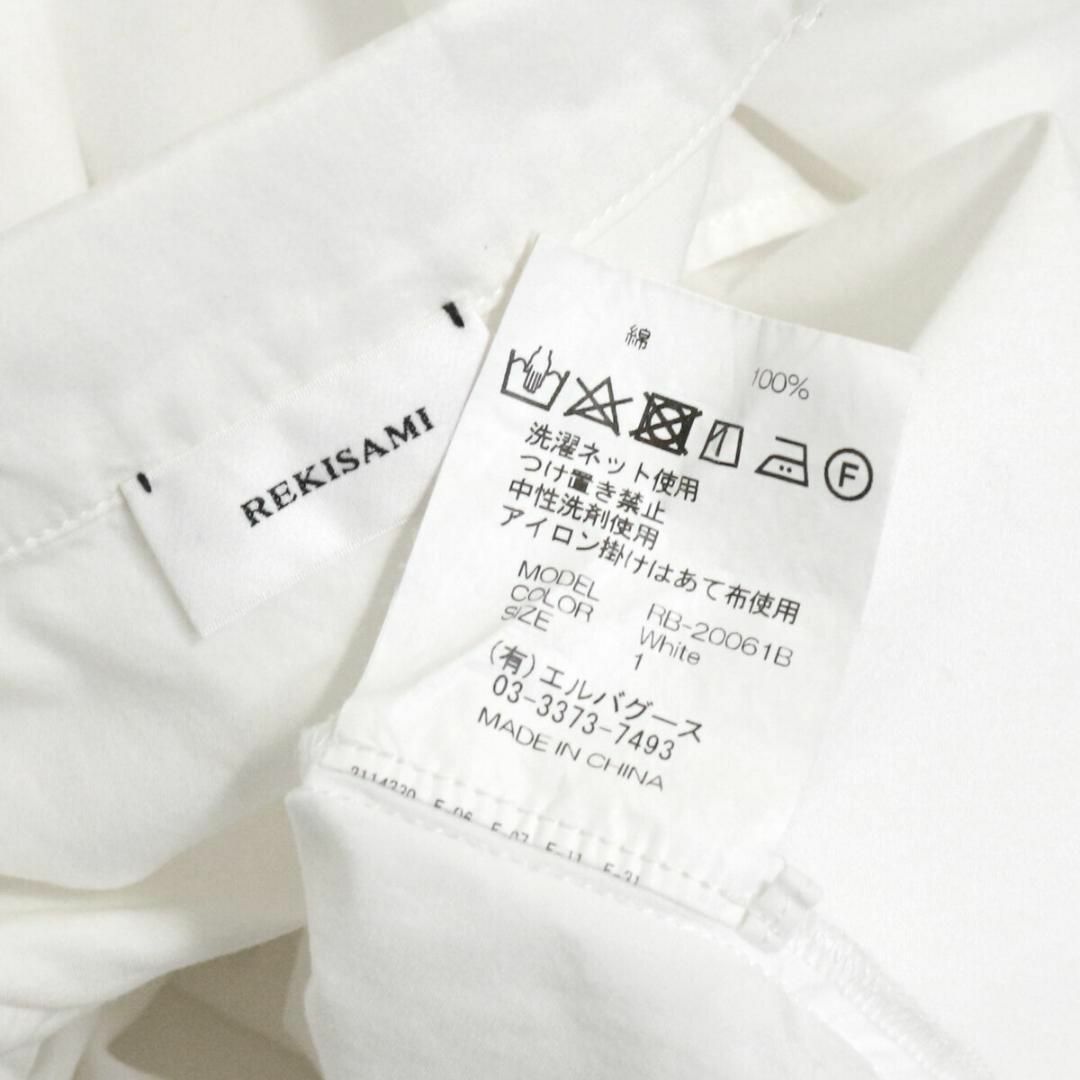 REKISAMI
綿 100%
F
洗濯ネット使用
つけ置き禁止
中性洗剤使用
アイロン掛けはあて布使用
MODEL RB-20061B
COLOR White
SIZE 1
(有)エルバグース
03-3373-7493
MADE IN CHINA